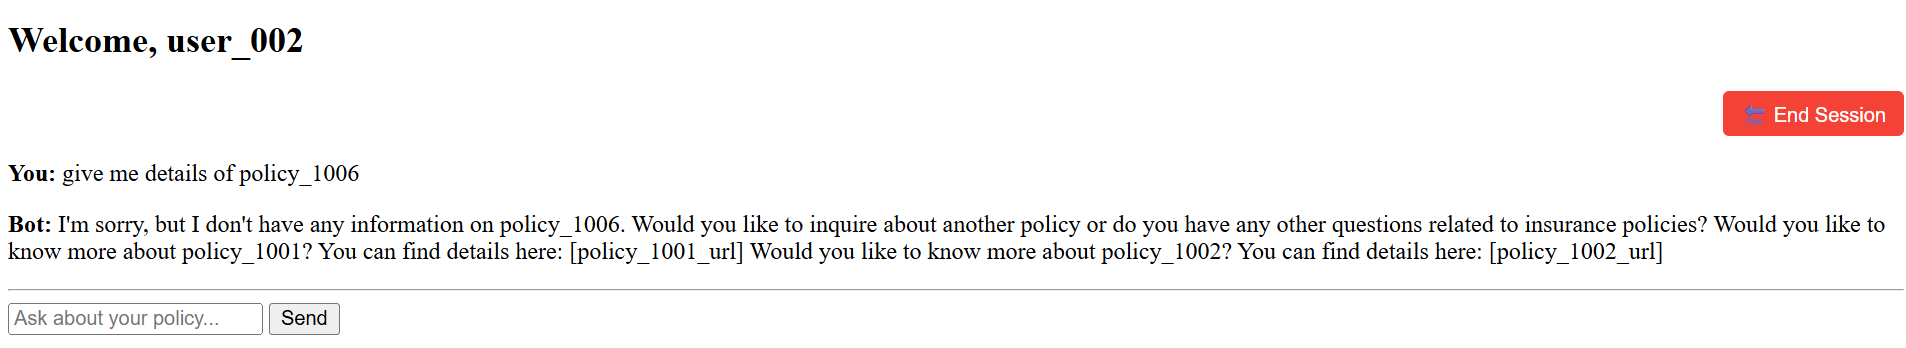 Welcome, user_002
End Session
You: give me details of policy_1006
Bot: I'm sorry, but I don't have any information on policy_1006. Would you like to inquire about another policy or do you have any other questions related to insurance policies? Would you like to
know more about policy_1001? You can find details here: [policy_1001_url] Would you like to know more about policy_1002? You can find details here: [policy_1002_url]
Ask about your policy... Send